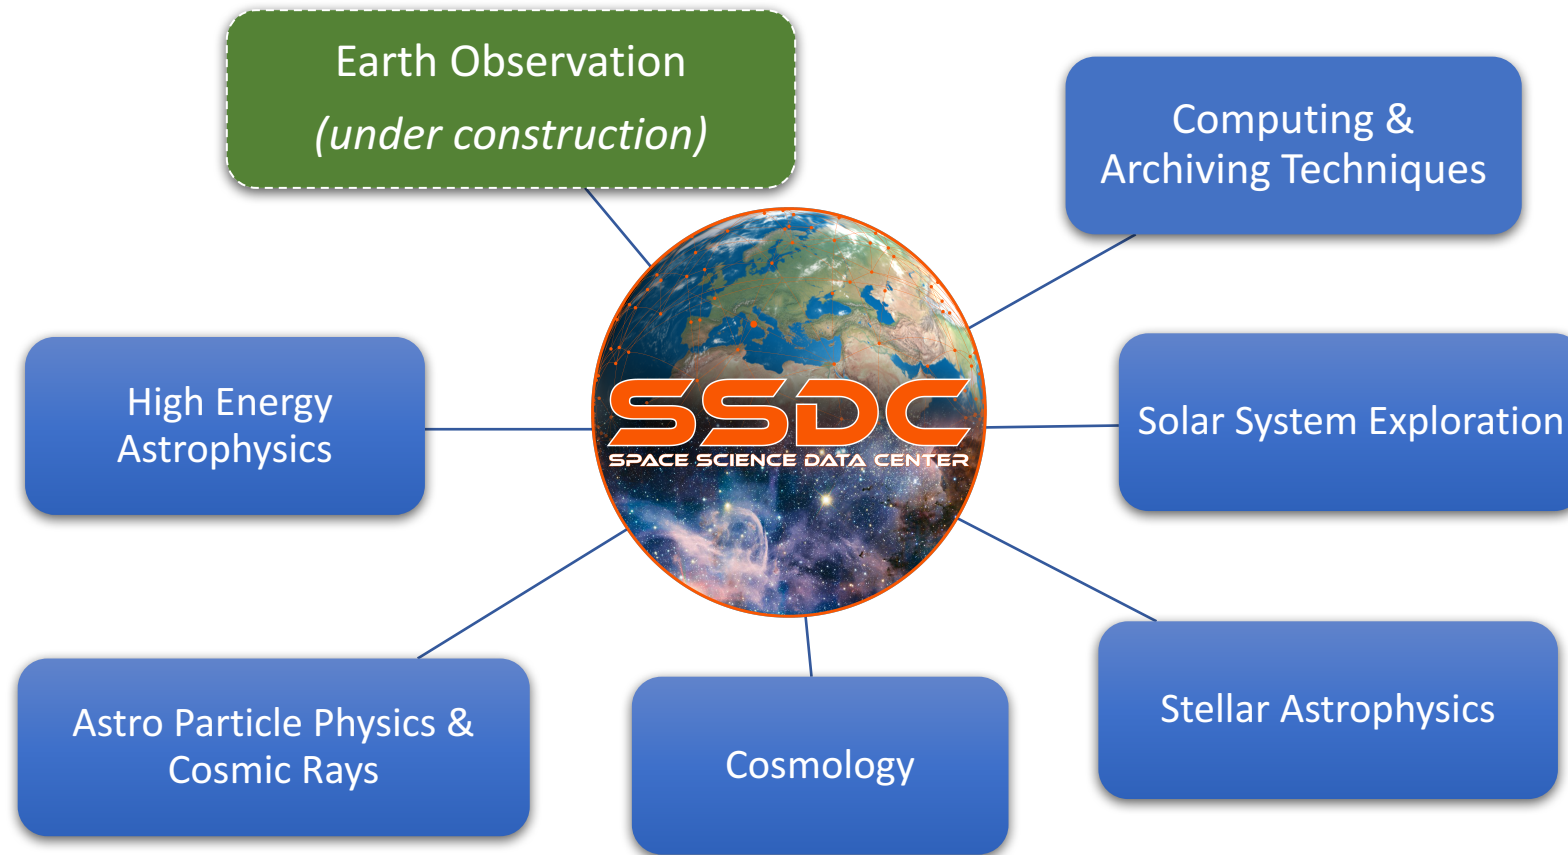 Earth Observation
(under construction)
Computing &
Archiving Techniques
High Energy
Astrophysics
SSDC
SPACE SCIENCE DATA CENTER
Solar System Exploration
Astro Particle Physics &
Cosmic Rays
Cosmology
Stellar Astrophysics